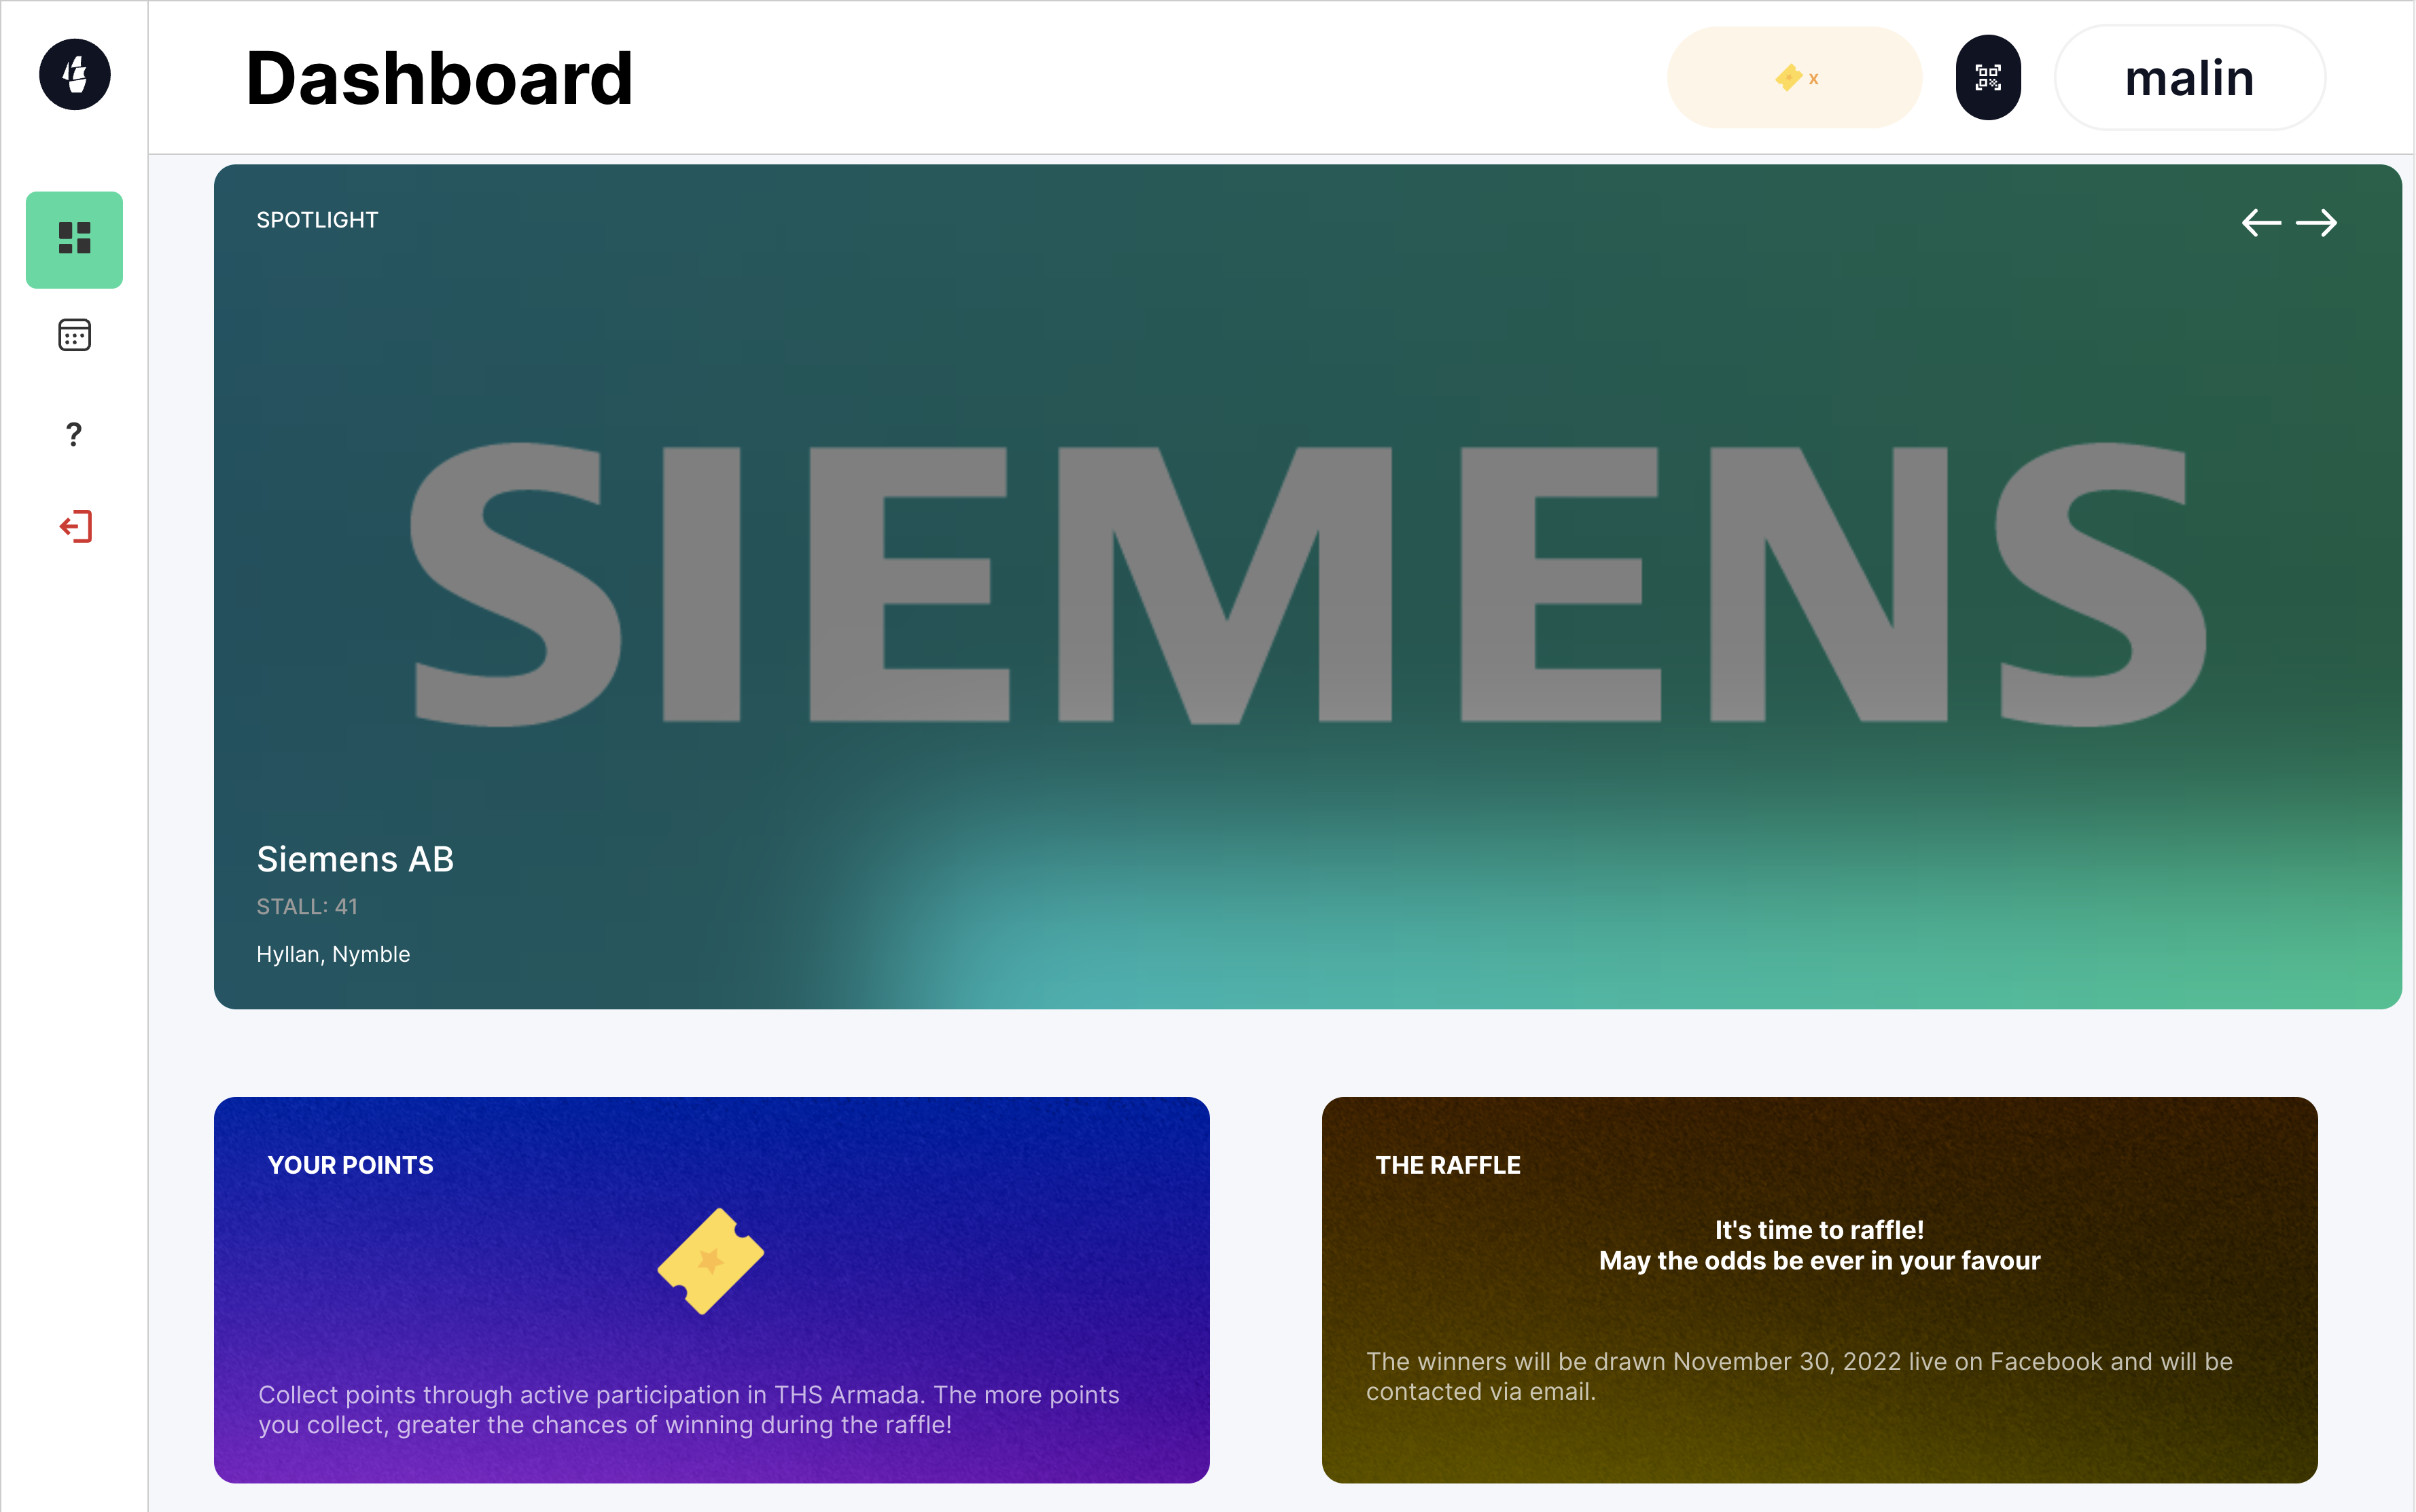 Dashboard
x
malin
SPOTLIGHT
SIEMENS
Siemens AB
STALL: 41
Hyllan, Nymble
YOUR POINTS
Collect points through active participation in THS Armada. The more points
you collect, greater the chances of winning during the raffle!
THE RAFFLE
It's time to raffle!
May the odds be ever in your favour
The winners will be drawn November 30, 2022 live on Facebook and will be
contacted via email.
?